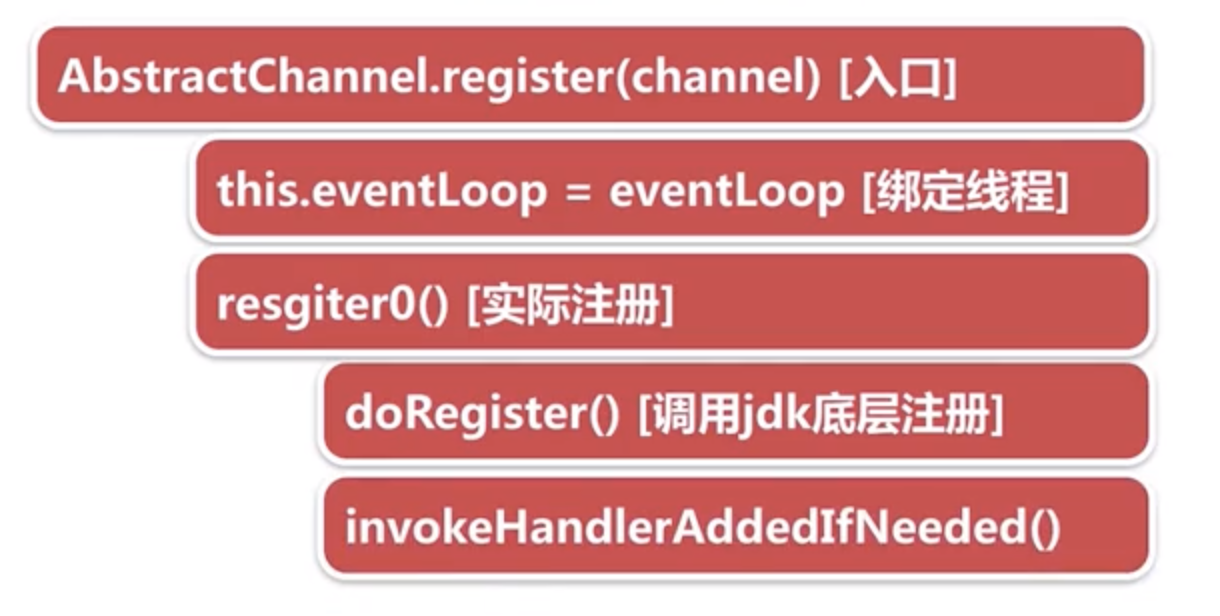 AbstractChannel.register(channel) [入口]
this.eventLoop = eventLoop [绑定线程]
resgiter0() [实际注册]
doRegister() [调用jdk底层注册]
invokeHandlerAddedIfNeeded()